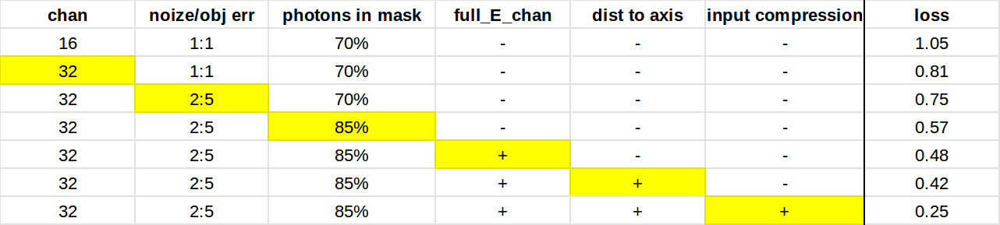 chan noize/obj err photons in mask full_E_chan dist to axis input compression loss
16 1:1 70% - - - 1.05
32 1:1 70% - - - 0.81
32 2:5 70% - - - 0.75
32 2:5 85% - - - 0.57
32 2:5 85% + - - 0.48
32 2:5 85% + + - 0.42
32 2:5 85% + + + 0.25